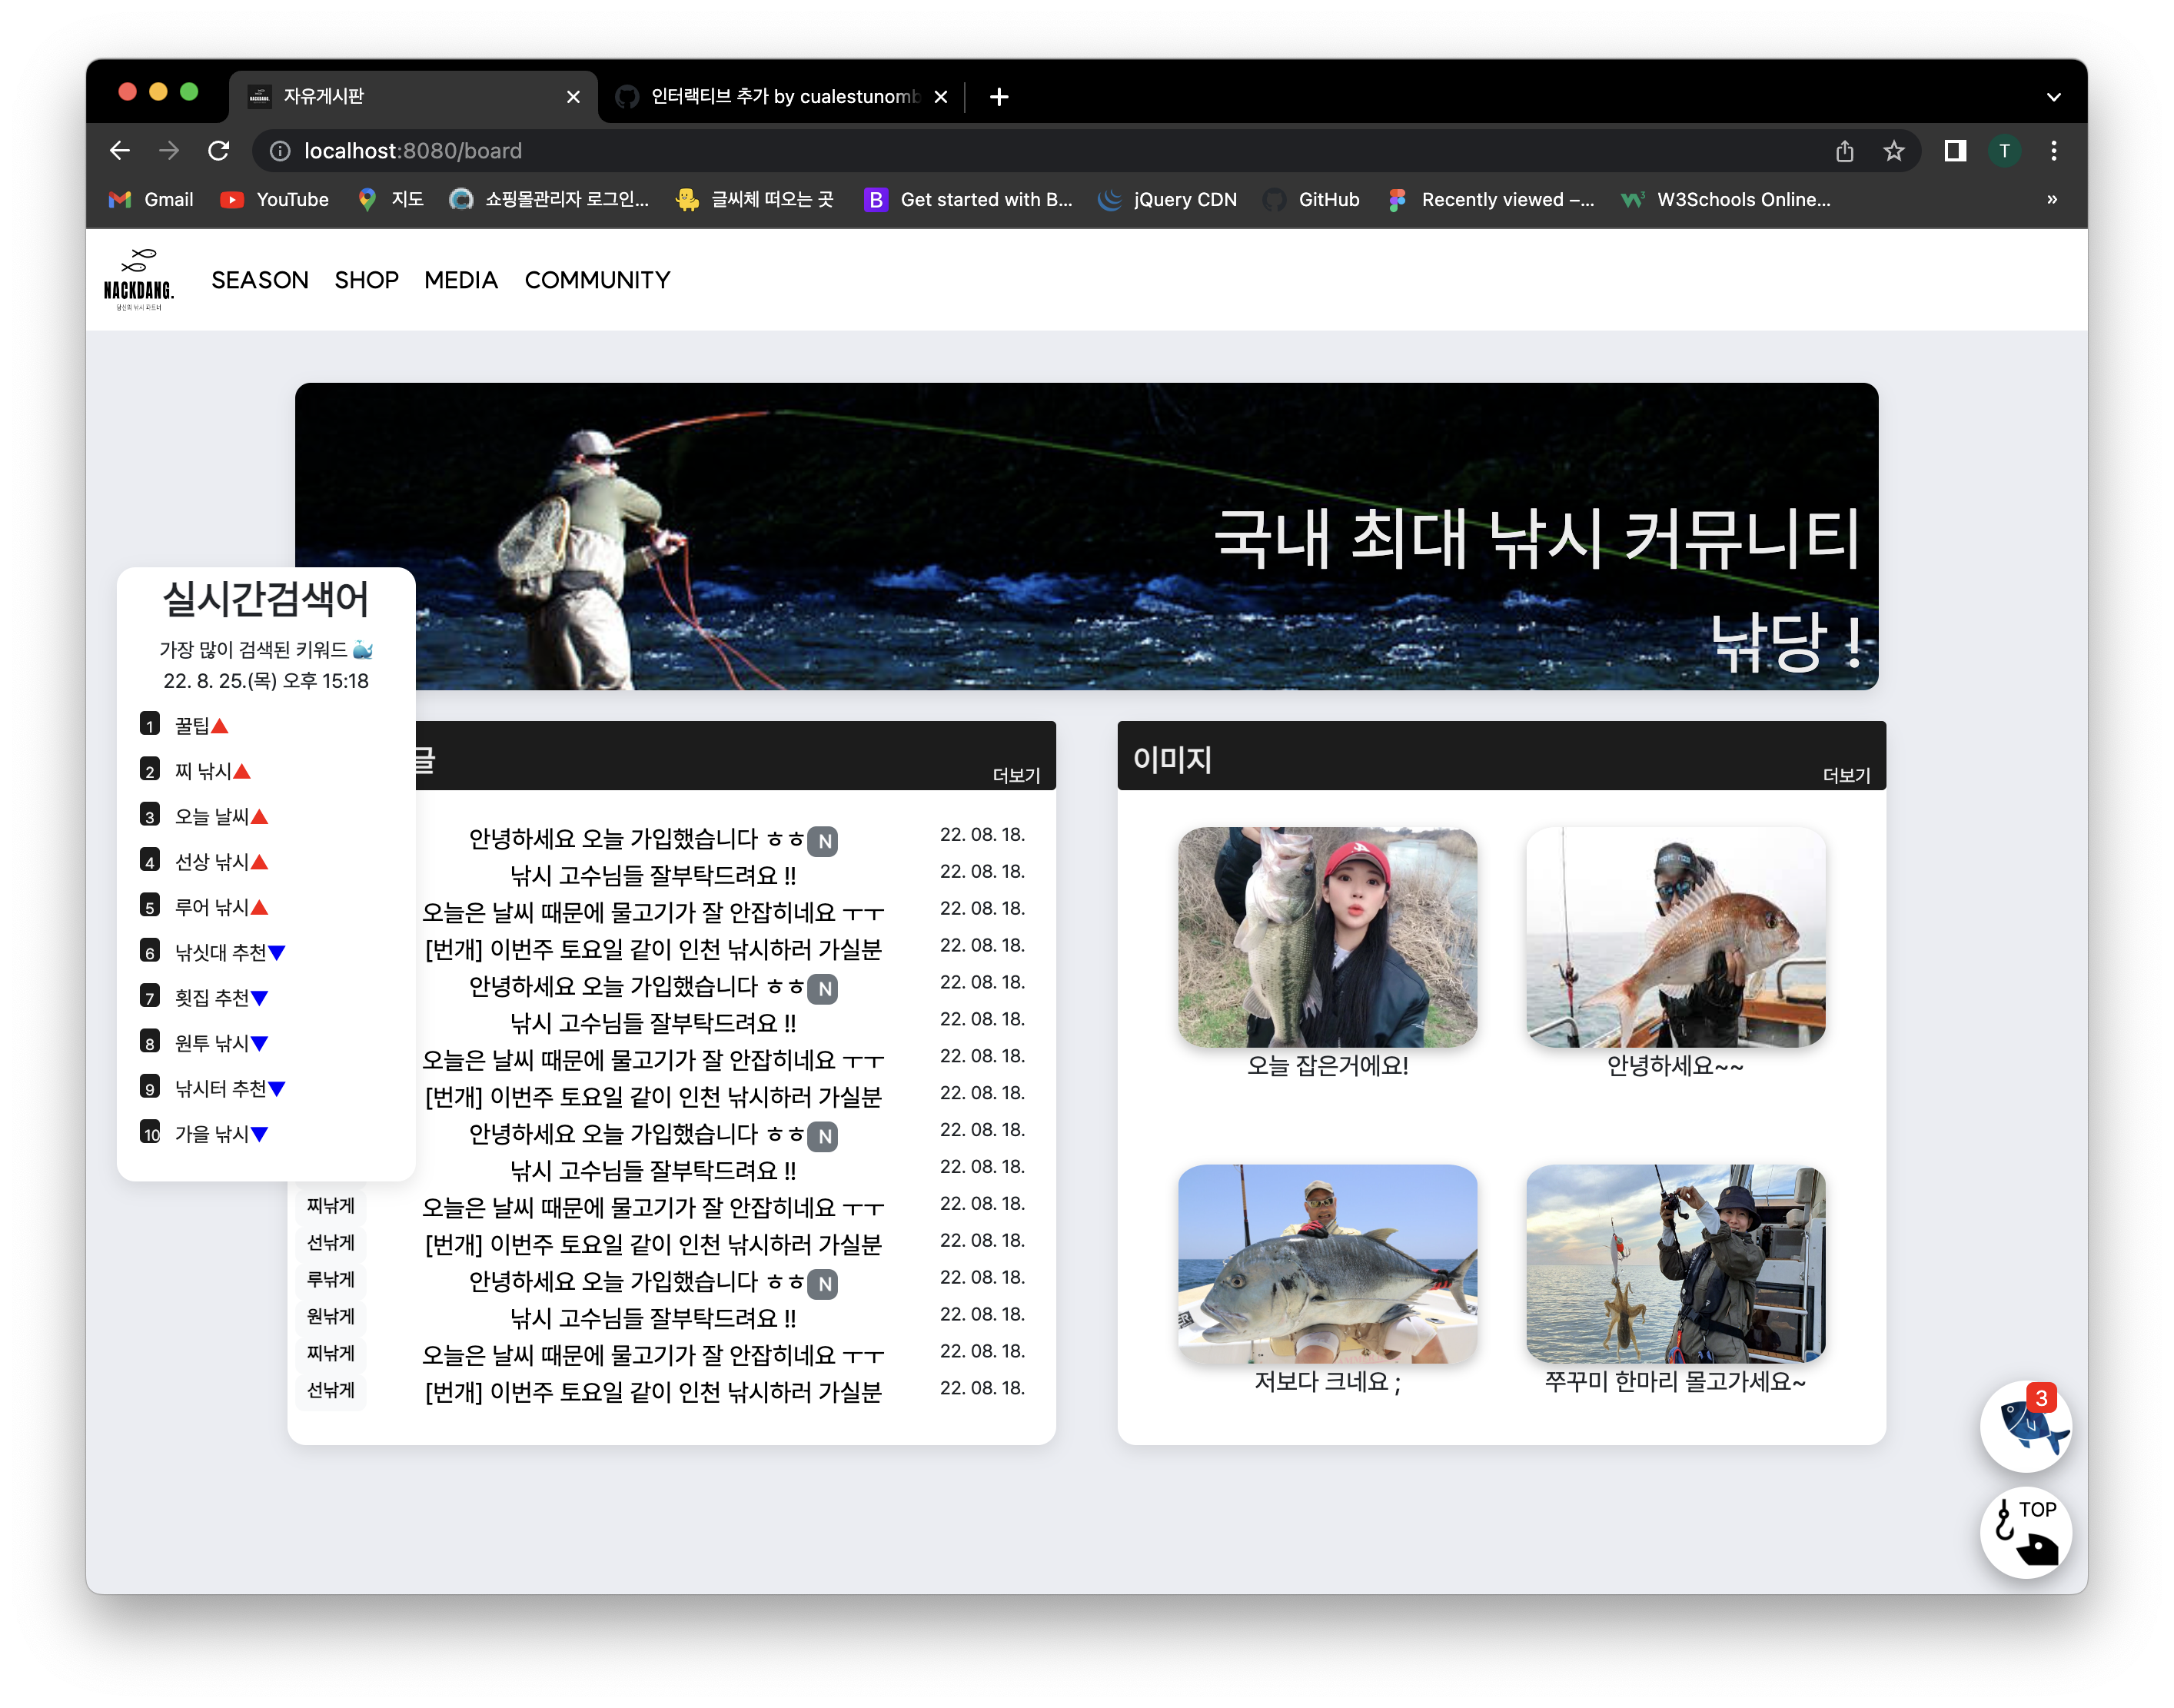 자유게시판
인터랙티브 추가 by cualestunomb
localhost:8080/board
T
Gmail
YouTube
지도
쇼핑몰관리자 로그인...
글씨체 떠오는 곳
Get started with B...
jQuery CDN
GitHub
Recently viewed –...
W3Schools Online...
»
NACKDANG.
당신의 낚시 파트너
SEASON
SHOP
MEDIA
COMMUNITY
국내 최대 낚시 커뮤니티
낚당 !
실시간검색어
가장 많이 검색된 키워드 🐳
22. 8. 25.(목) 오후 15:18
1 꿀팁▲
2 찌 낚시▲
3 오늘 날씨▲
4 선상 낚시▲
5 루어 낚시▲
6 낚싯대 추천▼
7 횟집 추천▼
8 원투 낚시▼
9 낚시터 추천▼
10 가을 낚시▼
글
더보기
안녕하세요 오늘 가입했습니다 ㅎㅎ N 22. 08. 18.
낚시 고수님들 잘부탁드려요 !! 22. 08. 18.
오늘은 날씨 때문에 물고기가 잘 안잡히네요 ㅜㅜ 22. 08. 18.
[번개] 이번주 토요일 같이 인천 낚시하러 가실분 22. 08. 18.
안녕하세요 오늘 가입했습니다 ㅎㅎ N 22. 08. 18.
낚시 고수님들 잘부탁드려요 !! 22. 08. 18.
오늘은 날씨 때문에 물고기가 잘 안잡히네요 ㅜㅜ 22. 08. 18.
[번개] 이번주 토요일 같이 인천 낚시하러 가실분 22. 08. 18.
안녕하세요 오늘 가입했습니다 ㅎㅎ N 22. 08. 18.
낚시 고수님들 잘부탁드려요 !! 22. 08. 18.
찌낚게 오늘은 날씨 때문에 물고기가 잘 안잡히네요 ㅜㅜ 22. 08. 18.
선낚게 [번개] 이번주 토요일 같이 인천 낚시하러 가실분 22. 08. 18.
루낚게 안녕하세요 오늘 가입했습니다 ㅎㅎ N 22. 08. 18.
원낚게 낚시 고수님들 잘부탁드려요 !! 22. 08. 18.
찌낚게 오늘은 날씨 때문에 물고기가 잘 안잡히네요 ㅜㅜ 22. 08. 18.
선낚게 [번개] 이번주 토요일 같이 인천 낚시하러 가실분 22. 08. 18.
이미지
더보기
오늘 잡은거에요!
안녕하세요~~
저보다 크네요 ;
쭈꾸미 한마리 몰고가세요~
3
TOP